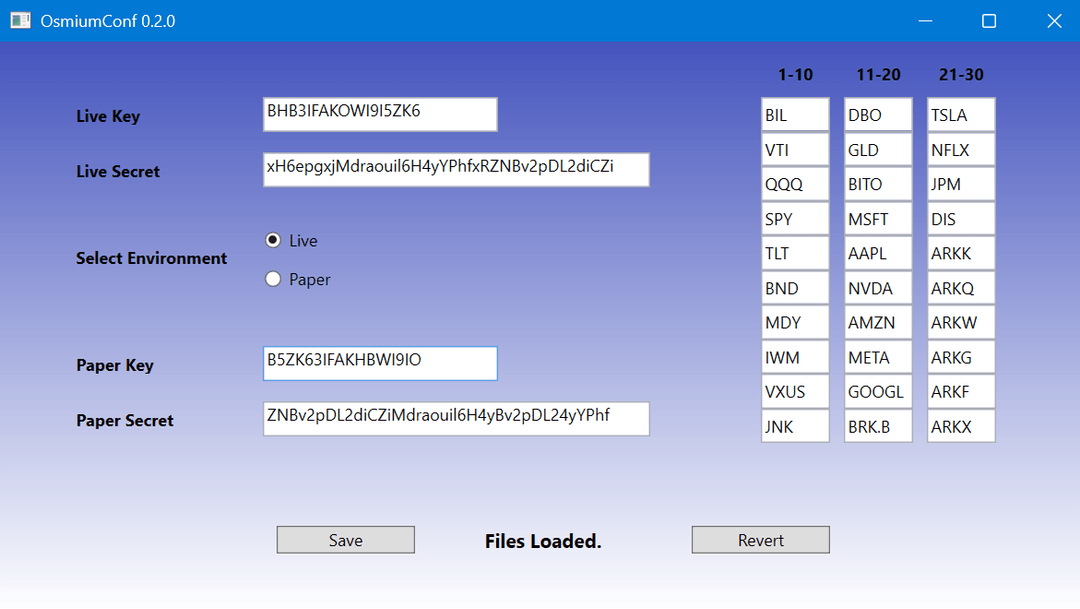 OsmiumConf 0.2.0
1-10 11-20 21-30
Live Key BHB3IFAKOWI9I5ZK6
BIL DBO TSLA
VTI GLD NFLX
Live Secret xH6epgxjMdraouil6H4yYPhfxRZNBv2pDL2diCZi
QQQ BITO JPM
SPY MSFT DIS
Live
Select Environment
TLT AAPL ARKK
Paper
BND NVDA ARKQ
MDY AMZN ARKW
Paper Key B5ZK63IFAKHBWI9IO
IWM META ARKG
VXUS GOOGL ARKF
Paper Secret ZNBv2pDL2diCZiMdraouil6H4yBv2pDL24yYPhf
JNK BRK.B ARKX
Save Files Loaded. Revert